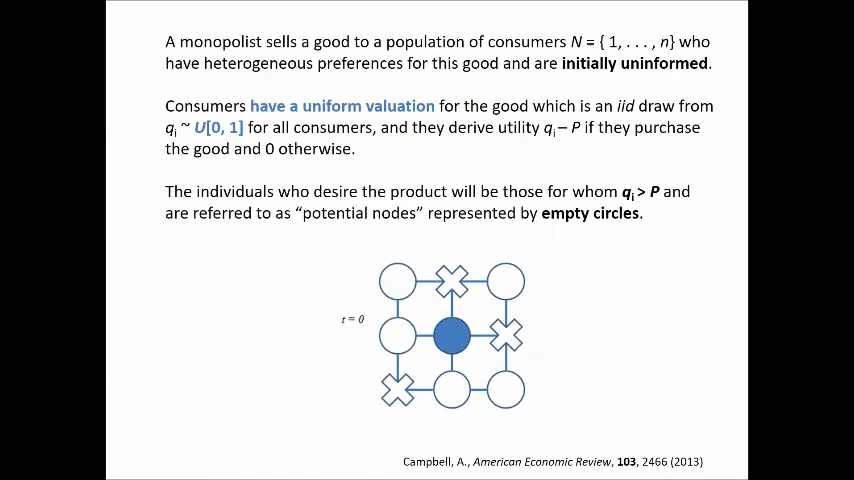 A monopolist sells a good to a population of consumers N = { 1, . . . , n} who
have heterogeneous preferences for this good and are initially uninformed.
Consumers have a uniform valuation for the good which is an iid draw from
qi ~ U[0, 1] for all consumers, and they derive utility qi – P if they purchase
the good and 0 otherwise.
The individuals who desire the product will be those for whom qi > P and
are referred to as “potential nodes” represented by empty circles.
t = 0
Campbell, A., American Economic Review, 103, 2466 (2013)